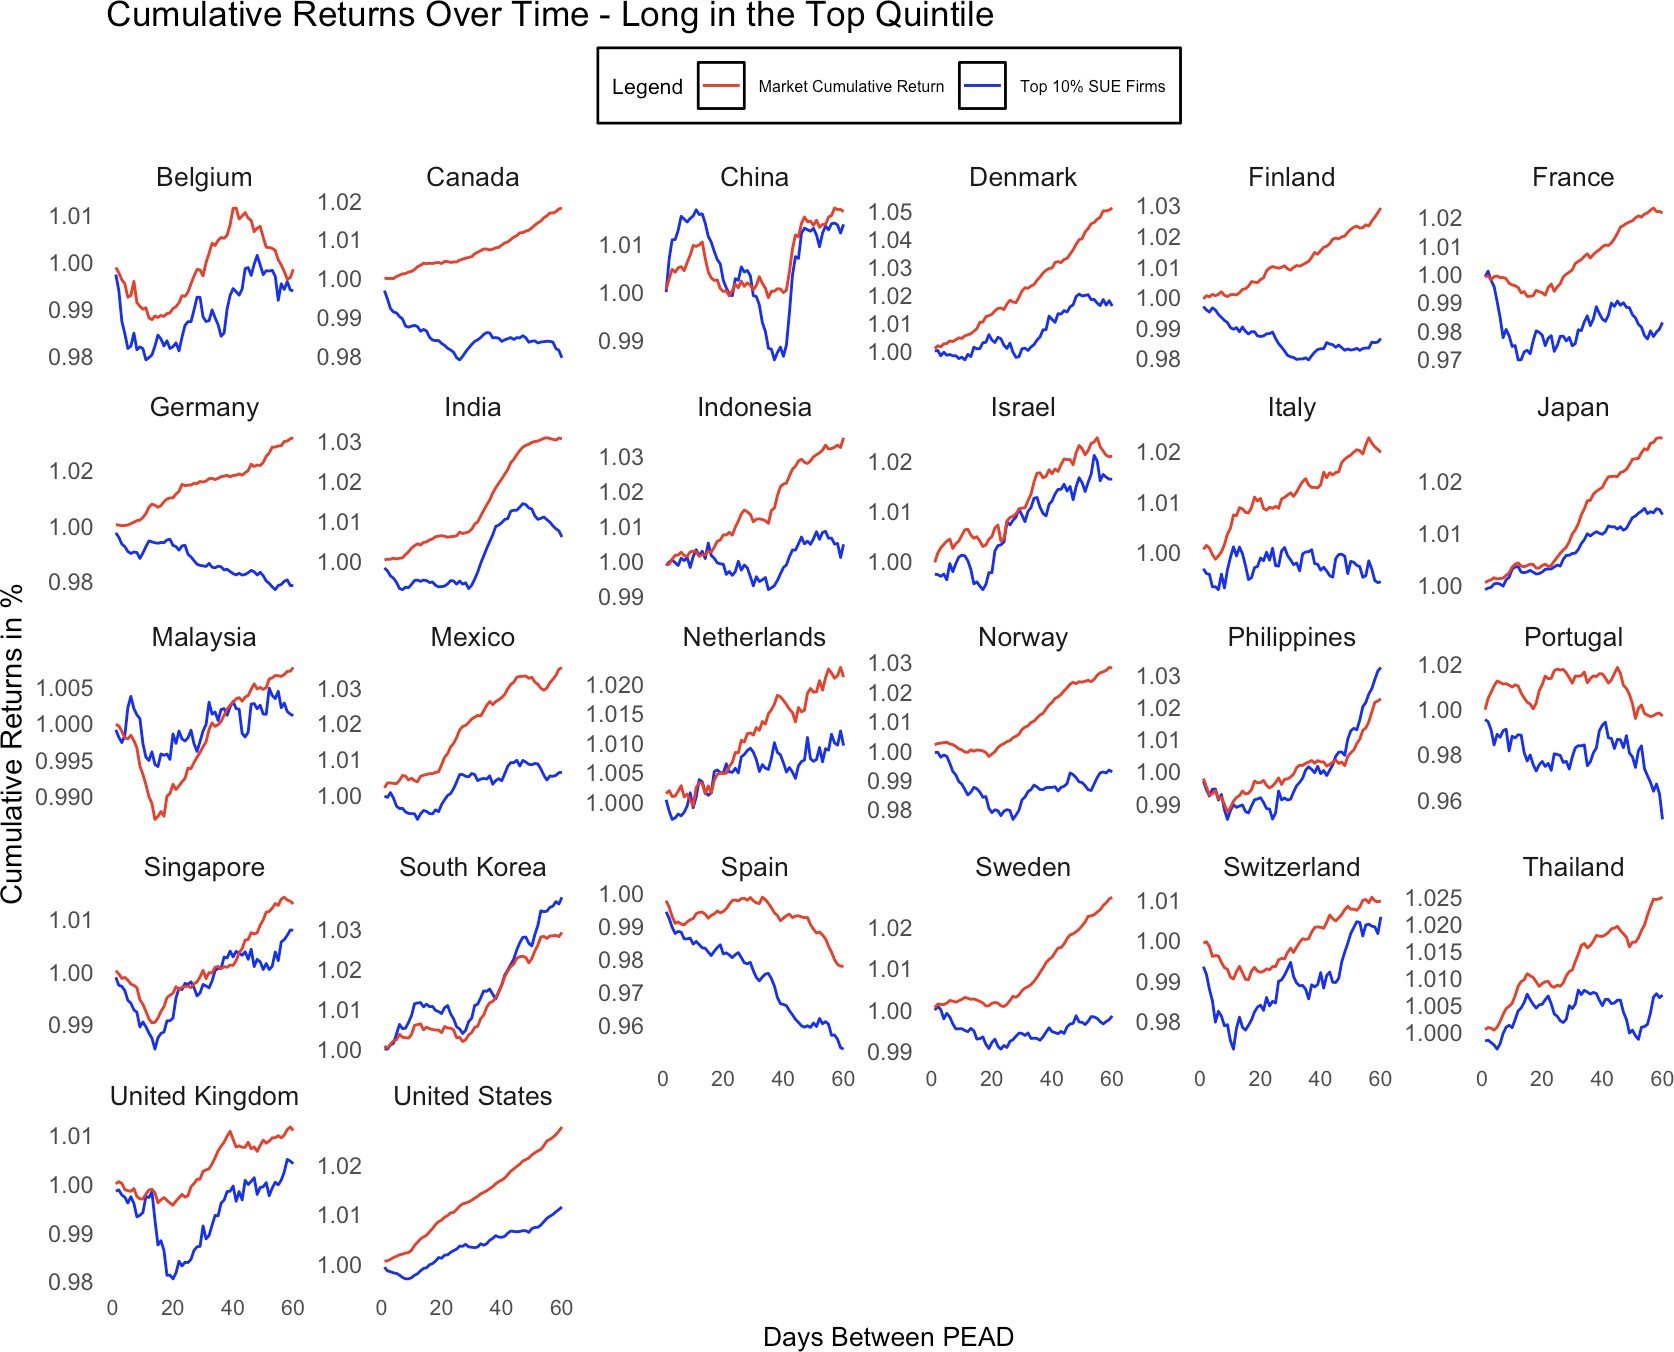 Cumulative Returns Over Time - Long in the Top Quintile
Legend Market Cumulative Return Top 10% SUE Firms
Cumulative Returns in %
Belgium Canada China Denmark Finland France
1.01 1.00 0.99 0.98
1.02 1.01 1.00 0.99 0.98
1.01 1.00 0.99
1.05 1.04 1.03 1.02 1.01 1.00
1.03 1.02 1.01 1.00 0.99 0.98
1.02 1.01 1.00 0.99 0.98 0.97
Germany India Indonesia Israel Italy Japan
1.02 1.00 0.98
1.03 1.02 1.01 1.00
1.03 1.02 1.01 1.00 0.99
1.02 1.01 1.00
1.02 1.01 1.00
1.02 1.01 1.00
Malaysia Mexico Netherlands Norway Philippines Portugal
1.005 1.000 0.995 0.990
1.03 1.02 1.01 1.00
1.020 1.015 1.010 1.005 1.000
1.03 1.02 1.01 1.00 0.99 0.98
1.03 1.02 1.01 1.00 0.99
1.02 1.00 0.98 0.96
Singapore South Korea Spain Sweden Switzerland Thailand
1.01 1.00 0.99
1.03 1.02 1.01 1.00
1.00 0.99 0.98 0.97 0.96
1.02 1.01 1.00 0.99
1.01 1.00 0.99 0.98
1.025 1.020 1.015 1.010 1.005 1.000
0 20 40 60 0 20 40 60 0 20 40 60 0 20 40 60
United Kingdom United States
1.01 1.00 0.99 0.98
1.02 1.01 1.00
0 20 40 60 0 20 40 60
Days Between PEAD